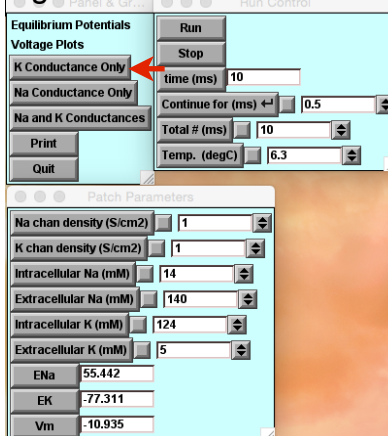 Panel & Gr...
Equilibrium Potentials
Voltage Plots
K Conductance Only
Na Conductance Only
Na and K Conductances
Print
Quit
Run Control
Run
Stop
time (ms) 10
Continue for (ms) ↵ 0.5
Total # (ms) 10
Temp. (degC) 6.3
Patch Parameters
Na chan density (S/cm2) 1
K chan density (S/cm2) 1
Intracellular Na (mM) 14
Extracellular Na (mM) 140
Intracellular K (mM) 124
Extracellular K (mM) 5
ENa 55.442
EK -77.311
Vm -10.935